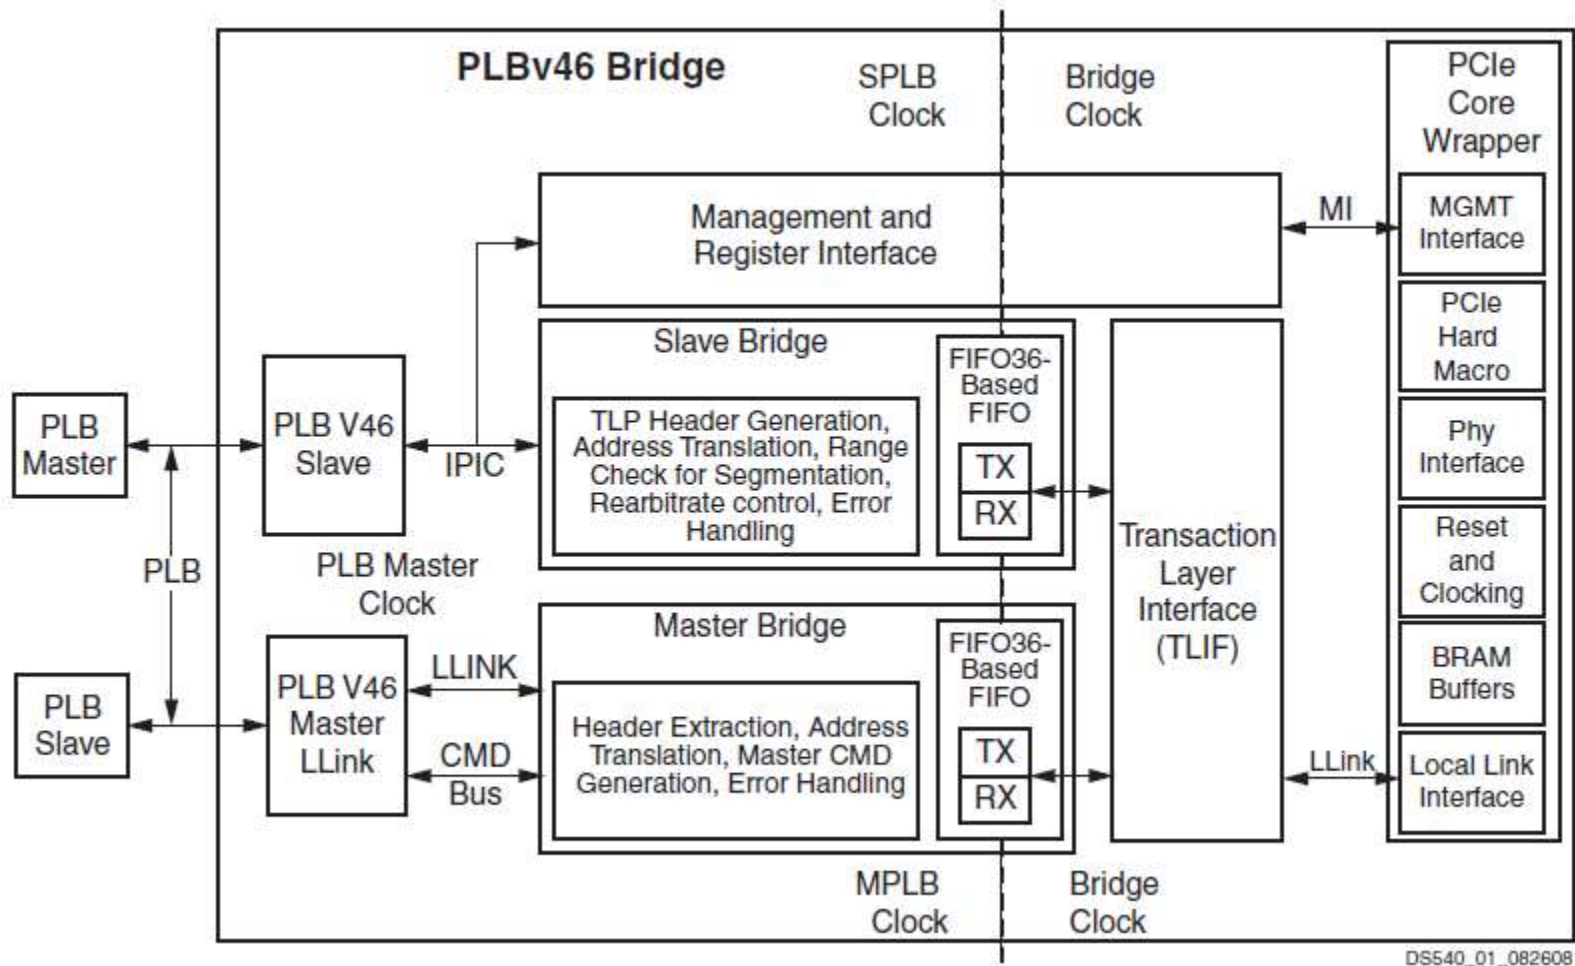 PLBv46 Bridge
SPLB
Clock
Bridge
Clock
PCIe
Core
Wrapper
Management and
Register Interface
MI
MGMT
Interface
PCIe
Hard
Macro
Phy
Interface
Reset
and
Clocking
BRAM
Buffers
Local Link
Interface
Slave Bridge
FIFO36-
Based
FIFO
TX
RX
TLP Header Generation,
Address Translation, Range
Check for Segmentation,
Rearbitrate control, Error
Handling
PLB
Master
PLB V46
Slave
IPIC
PLB
PLB Master
Clock
Transaction
Layer
Interface
(TLIF)
Master Bridge
FIFO36-
Based
FIFO
TX
RX
Header Extraction, Address
Translation, Master CMD
Generation, Error Handling
PLB
Slave
PLB V46
Master
LLink
LLINK
CMD
Bus
LLink
MPLB
Clock
Bridge
Clock
DS540_01_082608